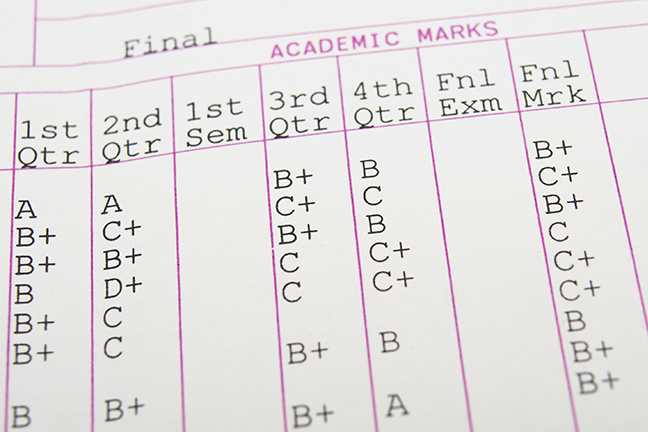 Final ACADEMIC MARKS
1st 2nd 1st 3rd 4th Fnl Fnl
Qtr Qtr Sem Qtr Qtr Exm Mrk
A A B+ B B+
B+ C+ C+ C C+
B+ B+ B+ B B+
B D+ C C+ C
B+ C C C+ C+
B+ C C+
B+ B B
B B+ B+
B+ A B+